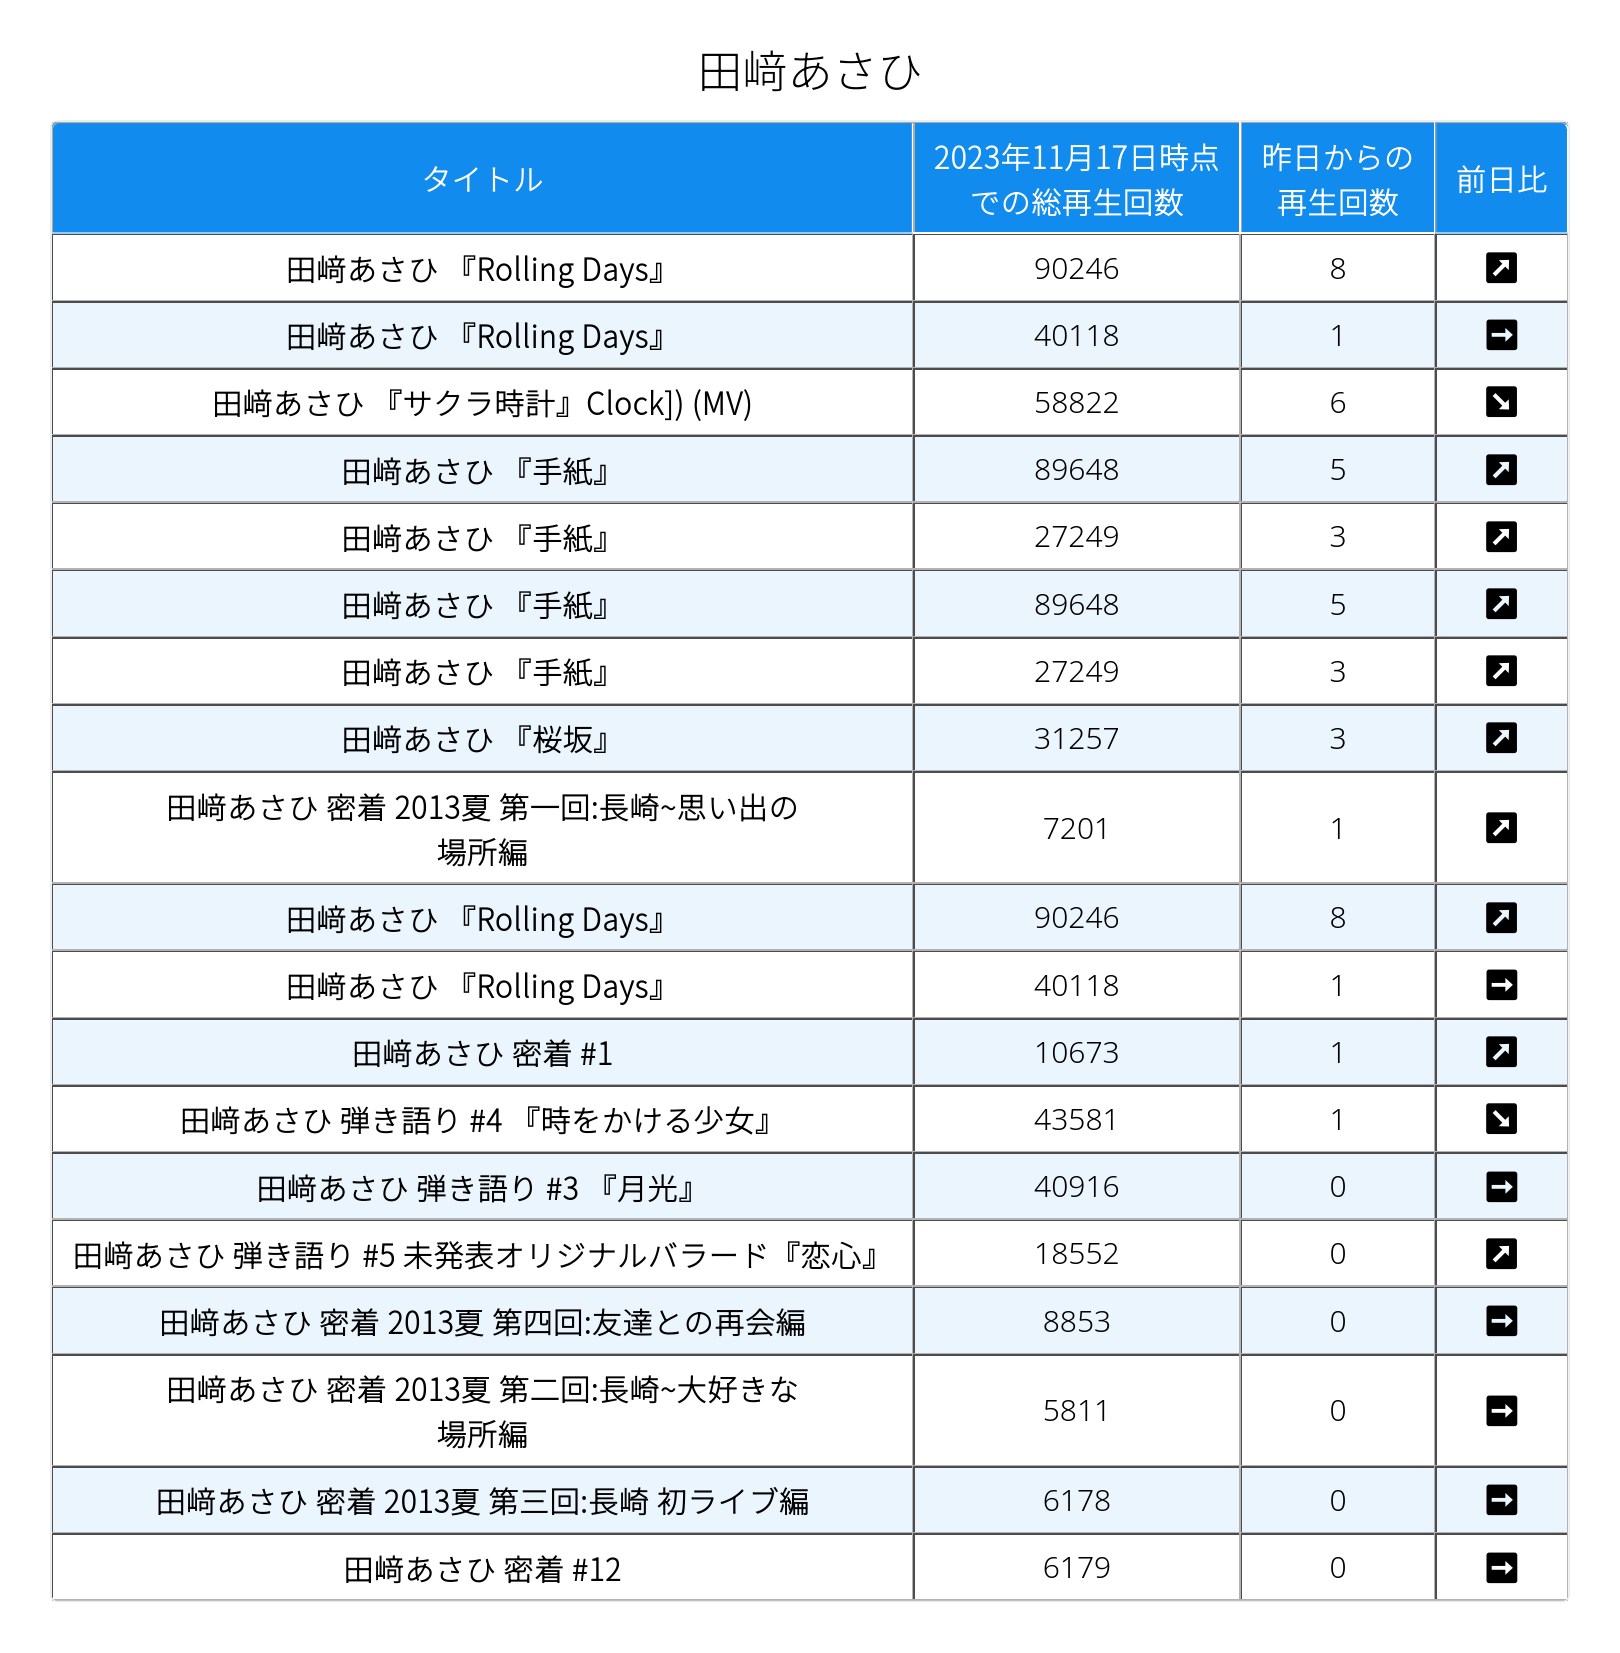 田﨑あさひ
タイトル 2023年11月17日時点 昨日からの 前日比
での総再生回数 再生回数
田﨑あさひ 『Rolling Days』 90246 8
田﨑あさひ 『Rolling Days』 40118 1
田﨑あさひ 『サクラ時計』Clock]) (MV) 58822 6
田﨑あさひ 『手紙』 89648 5
田﨑あさひ 『手紙』 27249 3
田﨑あさひ 『手紙』 89648 5
田﨑あさひ 『手紙』 27249 3
田﨑あさひ 『桜坂』 31257 3
田﨑あさひ 密着 2013夏 第一回:長崎~思い出の
場所編 7201 1
田﨑あさひ 『Rolling Days』 90246 8
田﨑あさひ 『Rolling Days』 40118 1
田﨑あさひ 密着 #1 10673 1
田﨑あさひ 弾き語り #4 『時をかける少女』 43581 1
田﨑あさひ 弾き語り #3 『月光』 40916 0
田﨑あさひ 弾き語り #5 未発表オリジナルバラード『恋心』 18552 0
田﨑あさひ 密着 2013夏 第四回:友達との再会編 8853 0
田﨑あさひ 密着 2013夏 第二回:長崎~大好きな
場所編 5811 0
田﨑あさひ 密着 2013夏 第三回:長崎 初ライブ編 6178 0
田﨑あさひ 密着 #12 6179 0